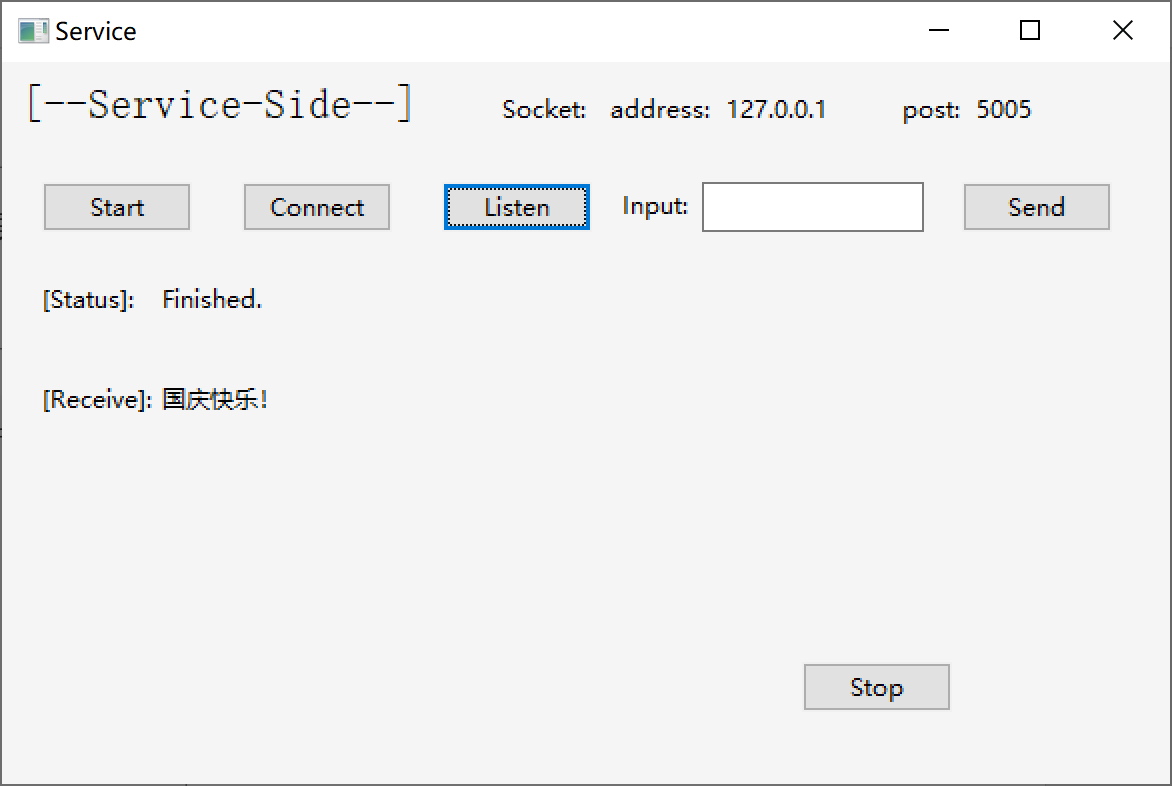 Service
[--Service-Side--] Socket: address: 127.0.0.1 post: 5005
Start Connect Listen Input: Send
[Status]: Finished.
[Receive]: 国庆快乐!
Stop